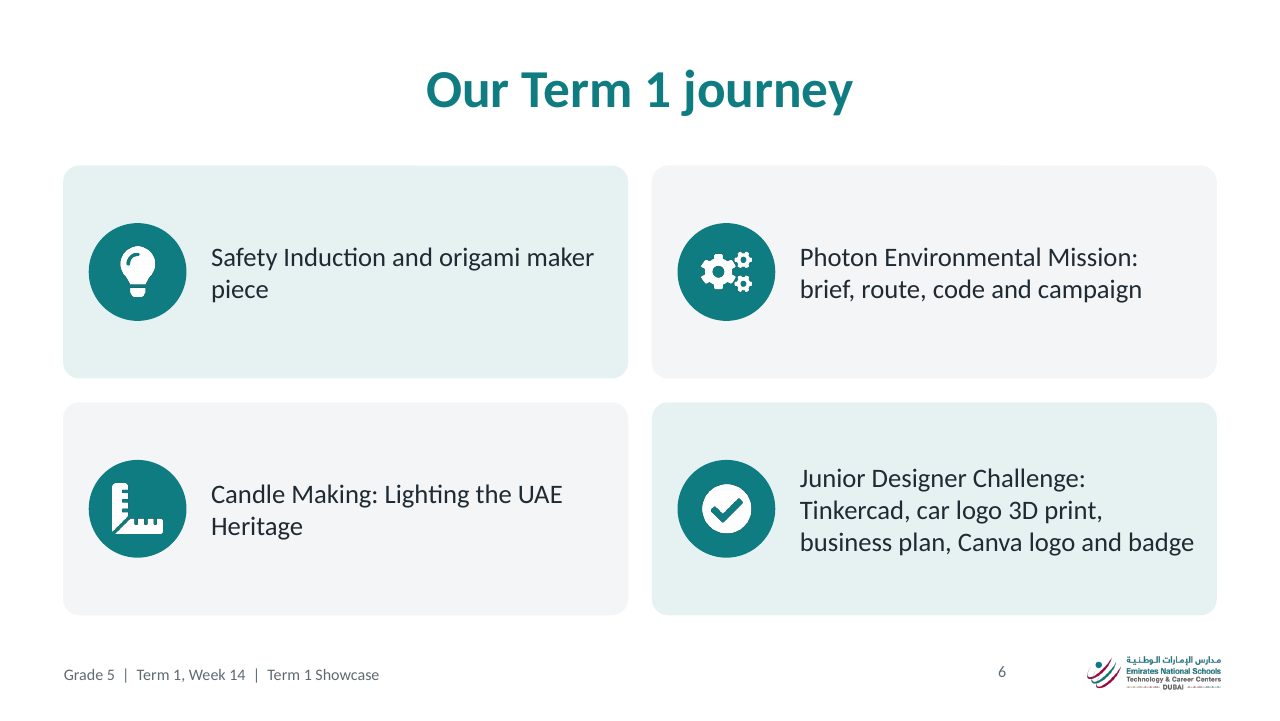 Our Term 1 journey
Safety Induction and origami maker
piece
Photon Environmental Mission:
brief, route, code and campaign
Candle Making: Lighting the UAE
Heritage
Junior Designer Challenge:
Tinkercad, car logo 3D print,
business plan, Canva logo and badge
Grade 5 | Term 1, Week 14 | Term 1 Showcase
6
مدارس الإمارات الوطنية
Emirates National Schools
Technology & Career Centers
DUBAI